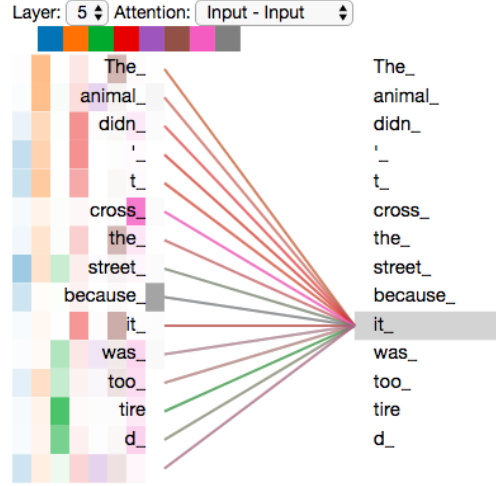 Layer: 5 Attention: Input - Input
The_ The_
animal_ animal_
didn_ didn_
'_ '_
t_ t_
cross_ cross_
the_ the_
street_ street_
because_ because_
it_ it_
was_ was_
too_ too_
tire tire
d_ d_